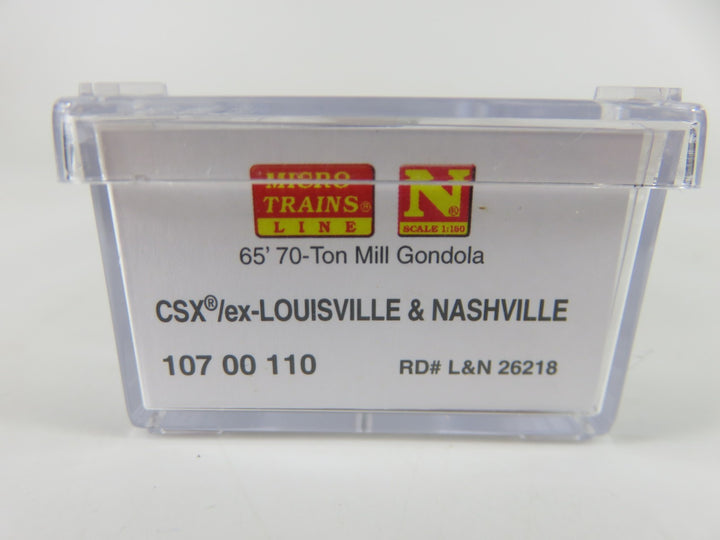 MICRO
TRAINS®
LINE
N®
SCALE 1:160
65' 70-Ton Mill Gondola
CSX®/ex-LOUISVILLE & NASHVILLE
107 00 110 RD# L&N 26218